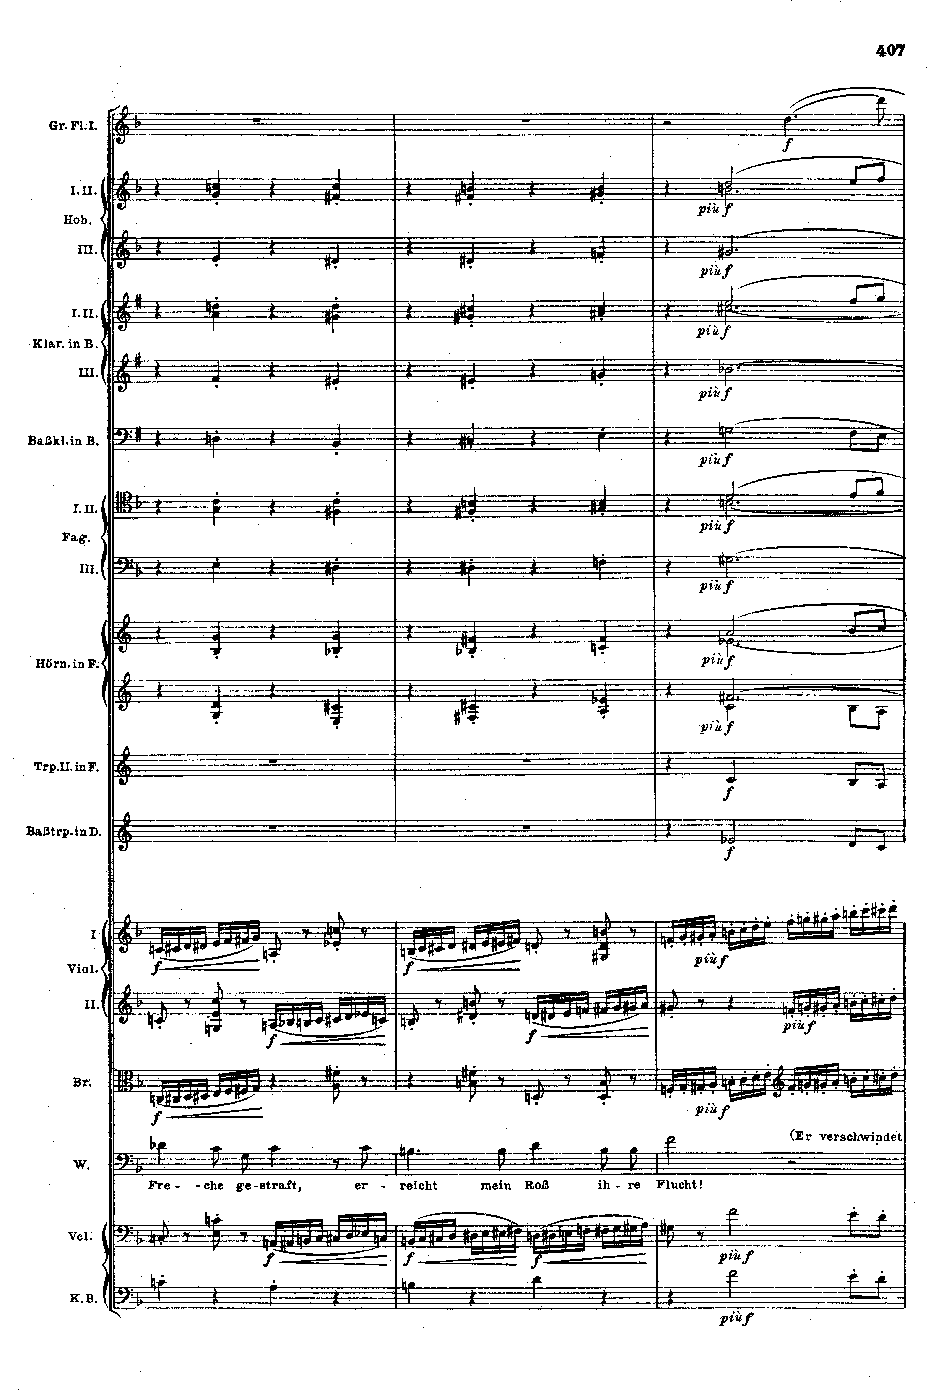 407
Gr. Fl. I.
f
I. II.
più f
Hob.
III.
più f
I. II.
più f
Klar. in B.
III.
più f
Baßkl. in B.
più f
I. II.
più f
Fag.
III.
più f
Hörn. in F.
più f
più f
Trp. II. in F.
f
Baßtrp. in D.
f
I
f f più f
Viol.
II.
f f più f
Br.
f più f
(Er verschwindet
W.
Fre - - che ge-straft, er - reicht mein Roß ih - re Flucht!
Vcl.
f f f più f
K. B.
più f